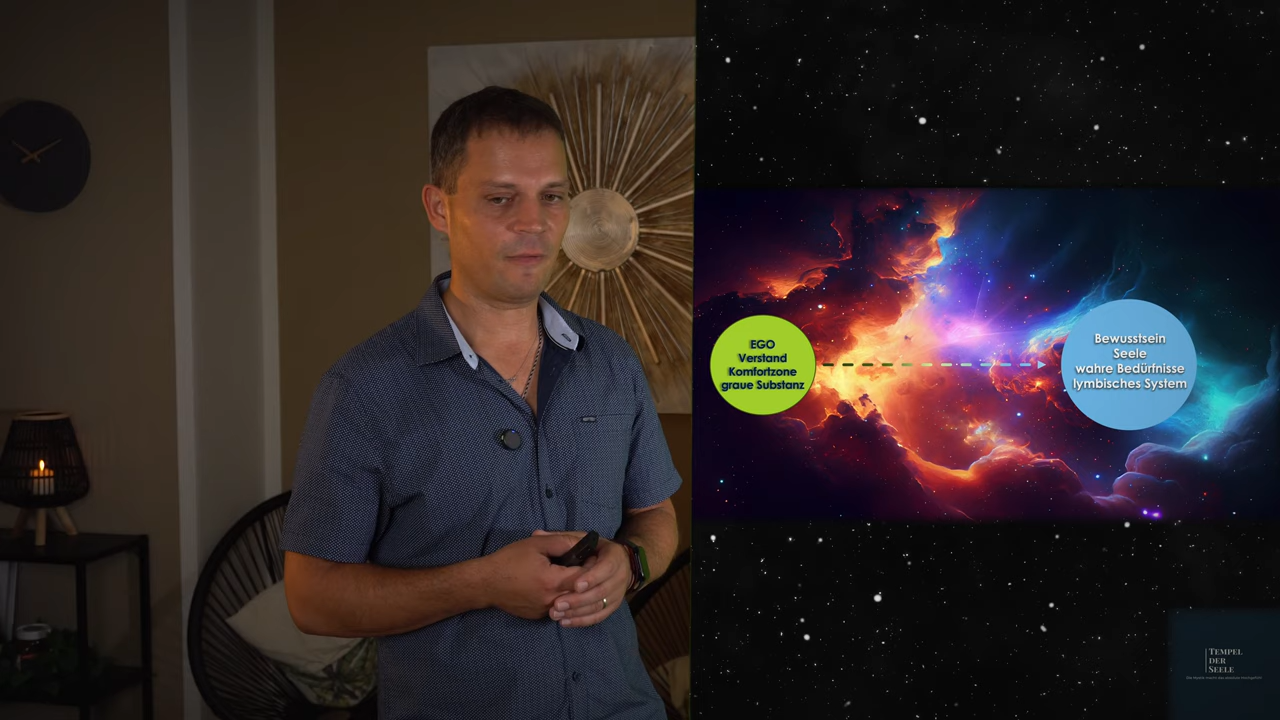 EGO
Verstand
Komfortzone
graue Substanz
Bewusstsein
Seele
wahre Bedürfnisse
lymbisches System
TEMPEL
DER
SEELE